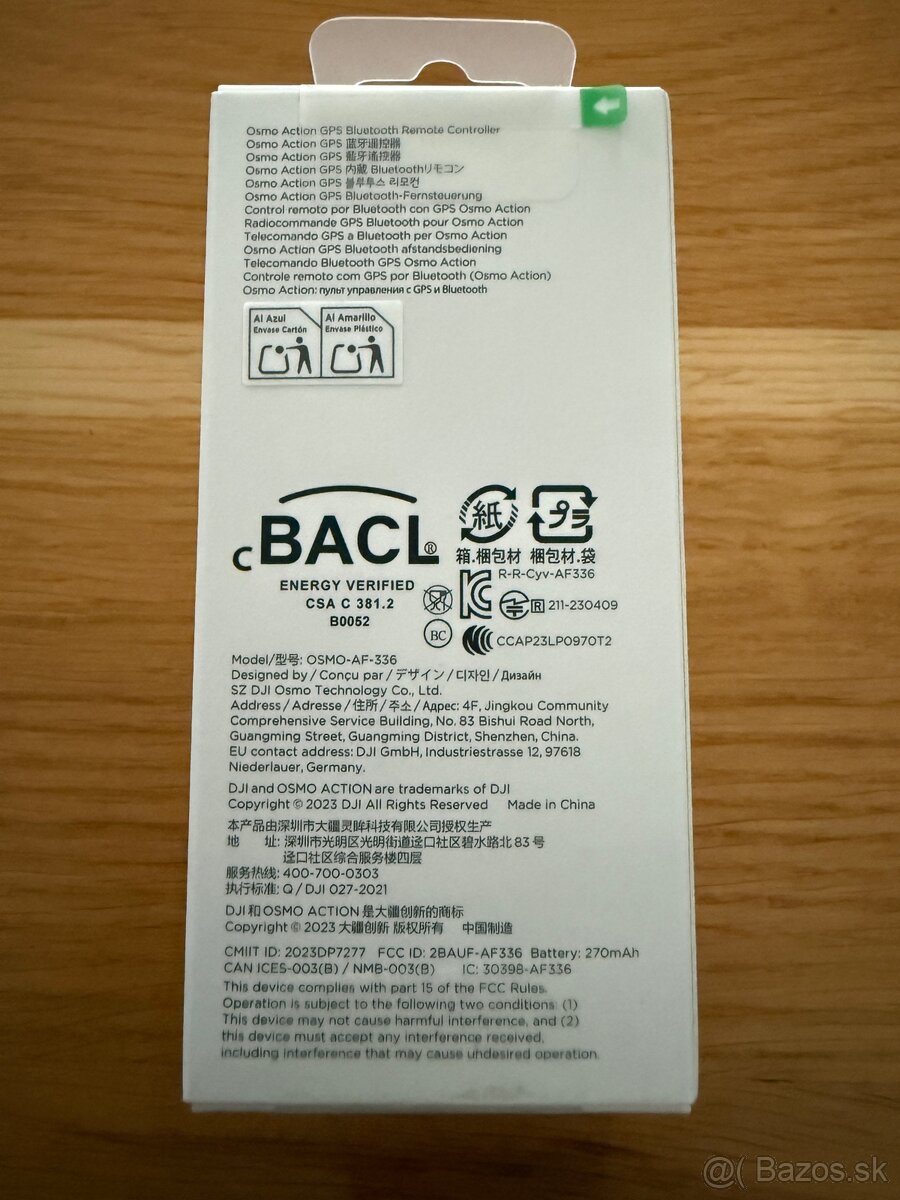 Osmo Action GPS Bluetooth Remote Controller
Osmo Action GPS 蓝牙遥控器
Osmo Action GPS 藍牙遙控器
Osmo Action GPS 内蔵 Bluetoothリモコン
Osmo Action GPS 블루투스 리모컨
Osmo Action GPS Bluetooth-Fernsteuerung
Control remoto por Bluetooth con GPS Osmo Action
Radiocommande GPS Bluetooth pour Osmo Action
Telecomando GPS a Bluetooth per Osmo Action
Osmo Action GPS Bluetooth afstandsbediening
Telecomando Bluetooth GPS Osmo Action
Controle remoto com GPS por Bluetooth (Osmo Action)
Osmo Action: пульт управления с GPS и Bluetooth
Al Azul Al Amarillo
Envase Cartón Envase Plástico
c BACL®
ENERGY VERIFIED
CSA C 381.2
B0052
紙 プラ
箱.梱包材 梱包材.袋
R-R-Cyv-AF336
R 211-230409
BC CCAP23LP0970T2
Model/型号: OSMO-AF-336
Designed by / Conçu par / デザイン / 디자인 / Дизайн
SZ DJI Osmo Technology Co., Ltd.
Address / Adresse / 住所 / 주소 / Адрес: 4F, Jingkou Community
Comprehensive Service Building, No. 83 Bishui Road North,
Guangming Street, Guangming District, Shenzhen, China.
EU contact address: DJI GmbH, Industriestrasse 12, 97618
Niederlauer, Germany.
DJI and OSMO ACTION are trademarks of DJI
Copyright © 2023 DJI All Rights Reserved Made in China
本产品由深圳市大疆灵眸科技有限公司授权生产
地 址: 深圳市光明区光明街道迳口社区碧水路北 83 号
迳口社区综合服务楼四层
服务热线: 400-700-0303
执行标准: Q / DJI 027-2021
DJI 和 OSMO ACTION 是大疆创新的商标
Copyright © 2023 大疆创新 版权所有 中国制造
CMIIT ID: 2023DP7277 FCC ID: 2BAUF-AF336 Battery: 270mAh
CAN ICES-003(B) / NMB-003(B) IC: 30398-AF336
This device complies with part 15 of the FCC Rules.
Operation is subject to the following two conditions: (1)
This device may not cause harmful interference, and (2)
this device must accept any interference received,
including interference that may cause undesired operation.
@( Bazos.sk